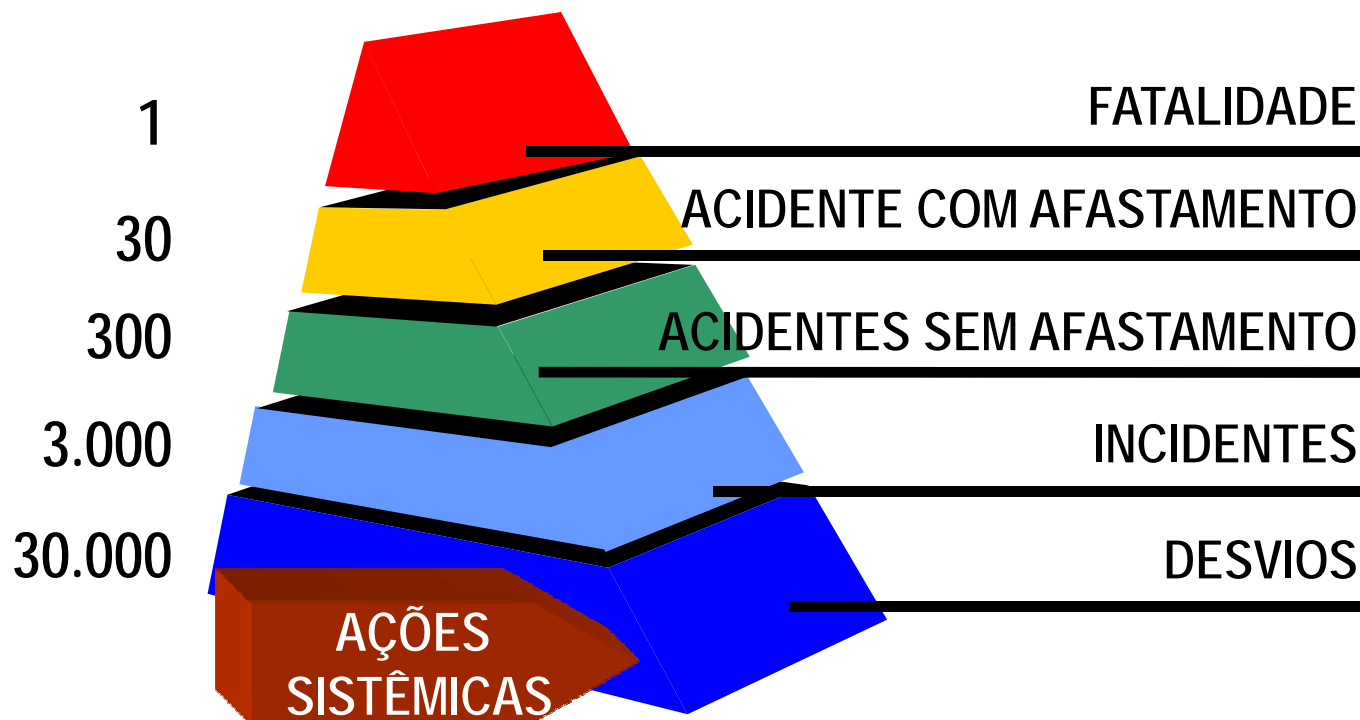 1 FATALIDADE
30 ACIDENTE COM AFASTAMENTO
300 ACIDENTES SEM AFASTAMENTO
3.000 INCIDENTES
30.000 DESVIOS
AÇÕES
SISTÊMICAS